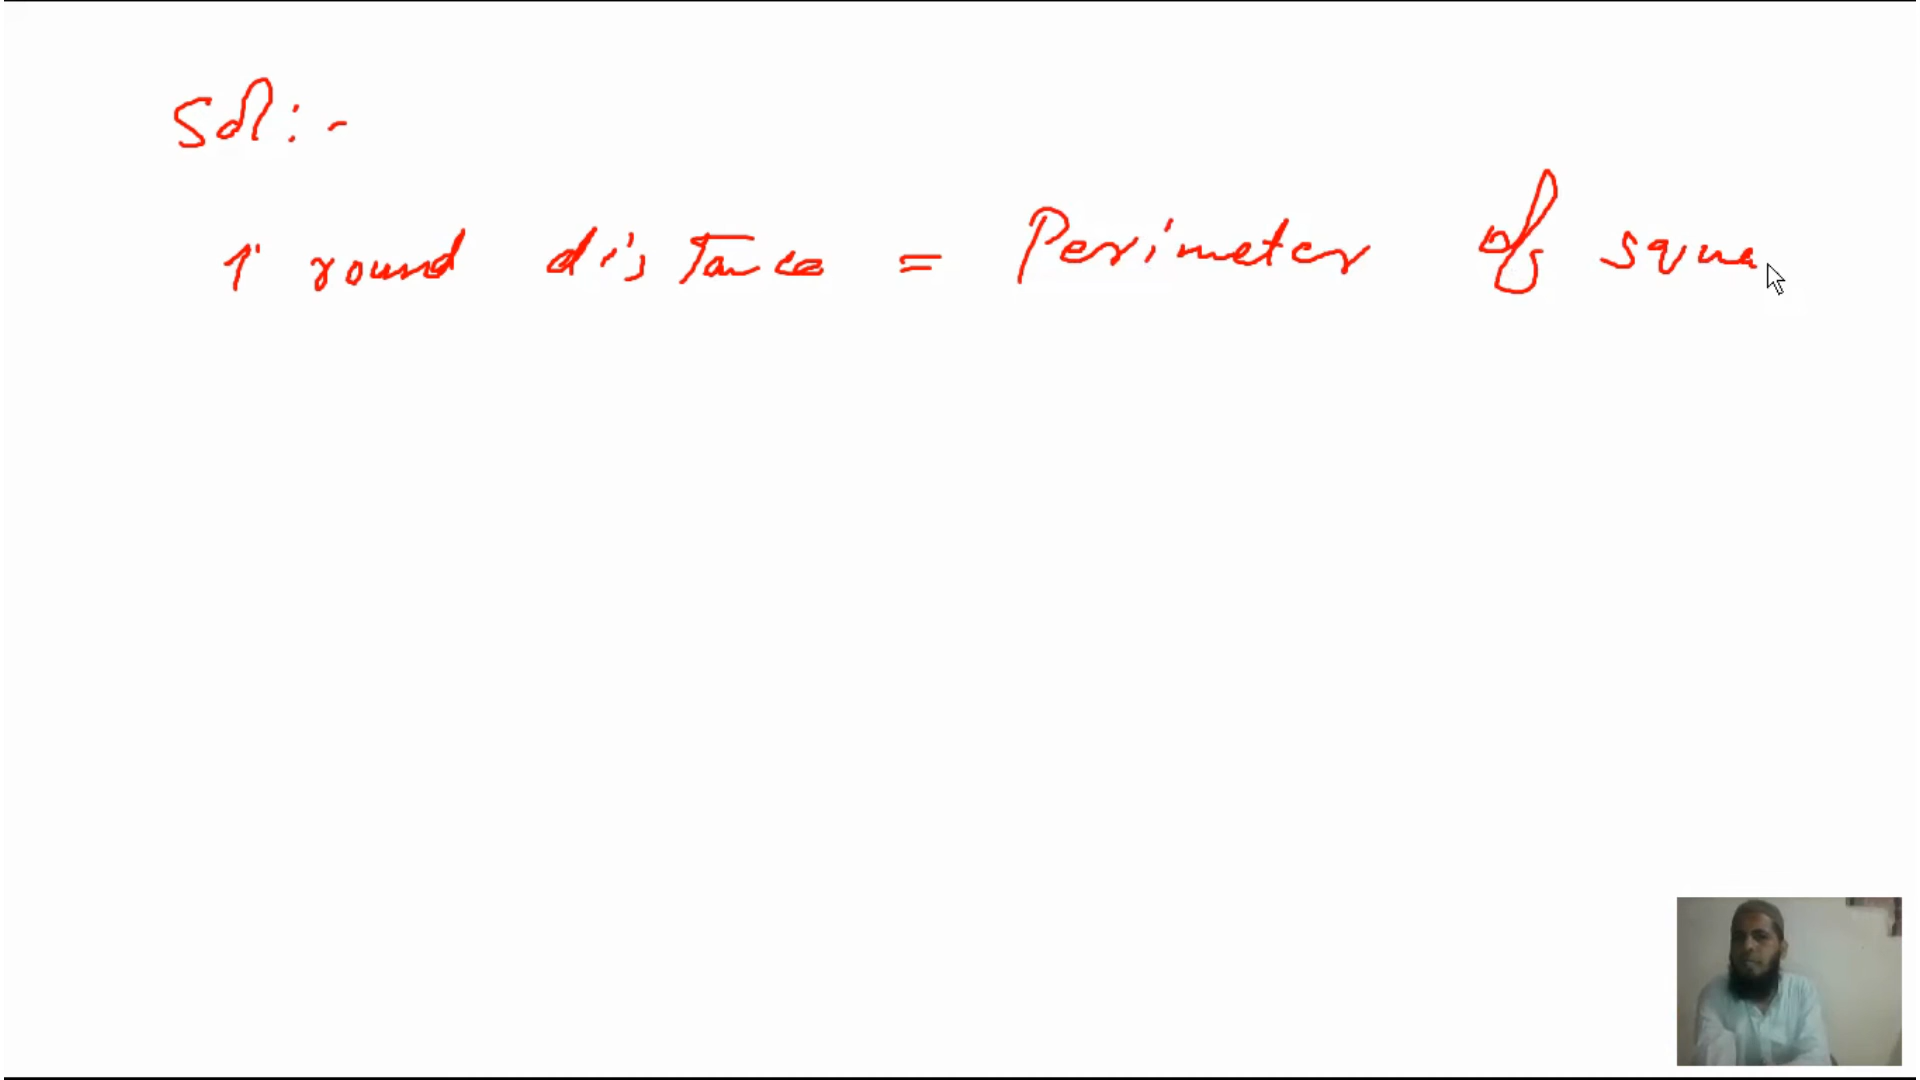 Sol:-
1 round distance = Perimeter of squa